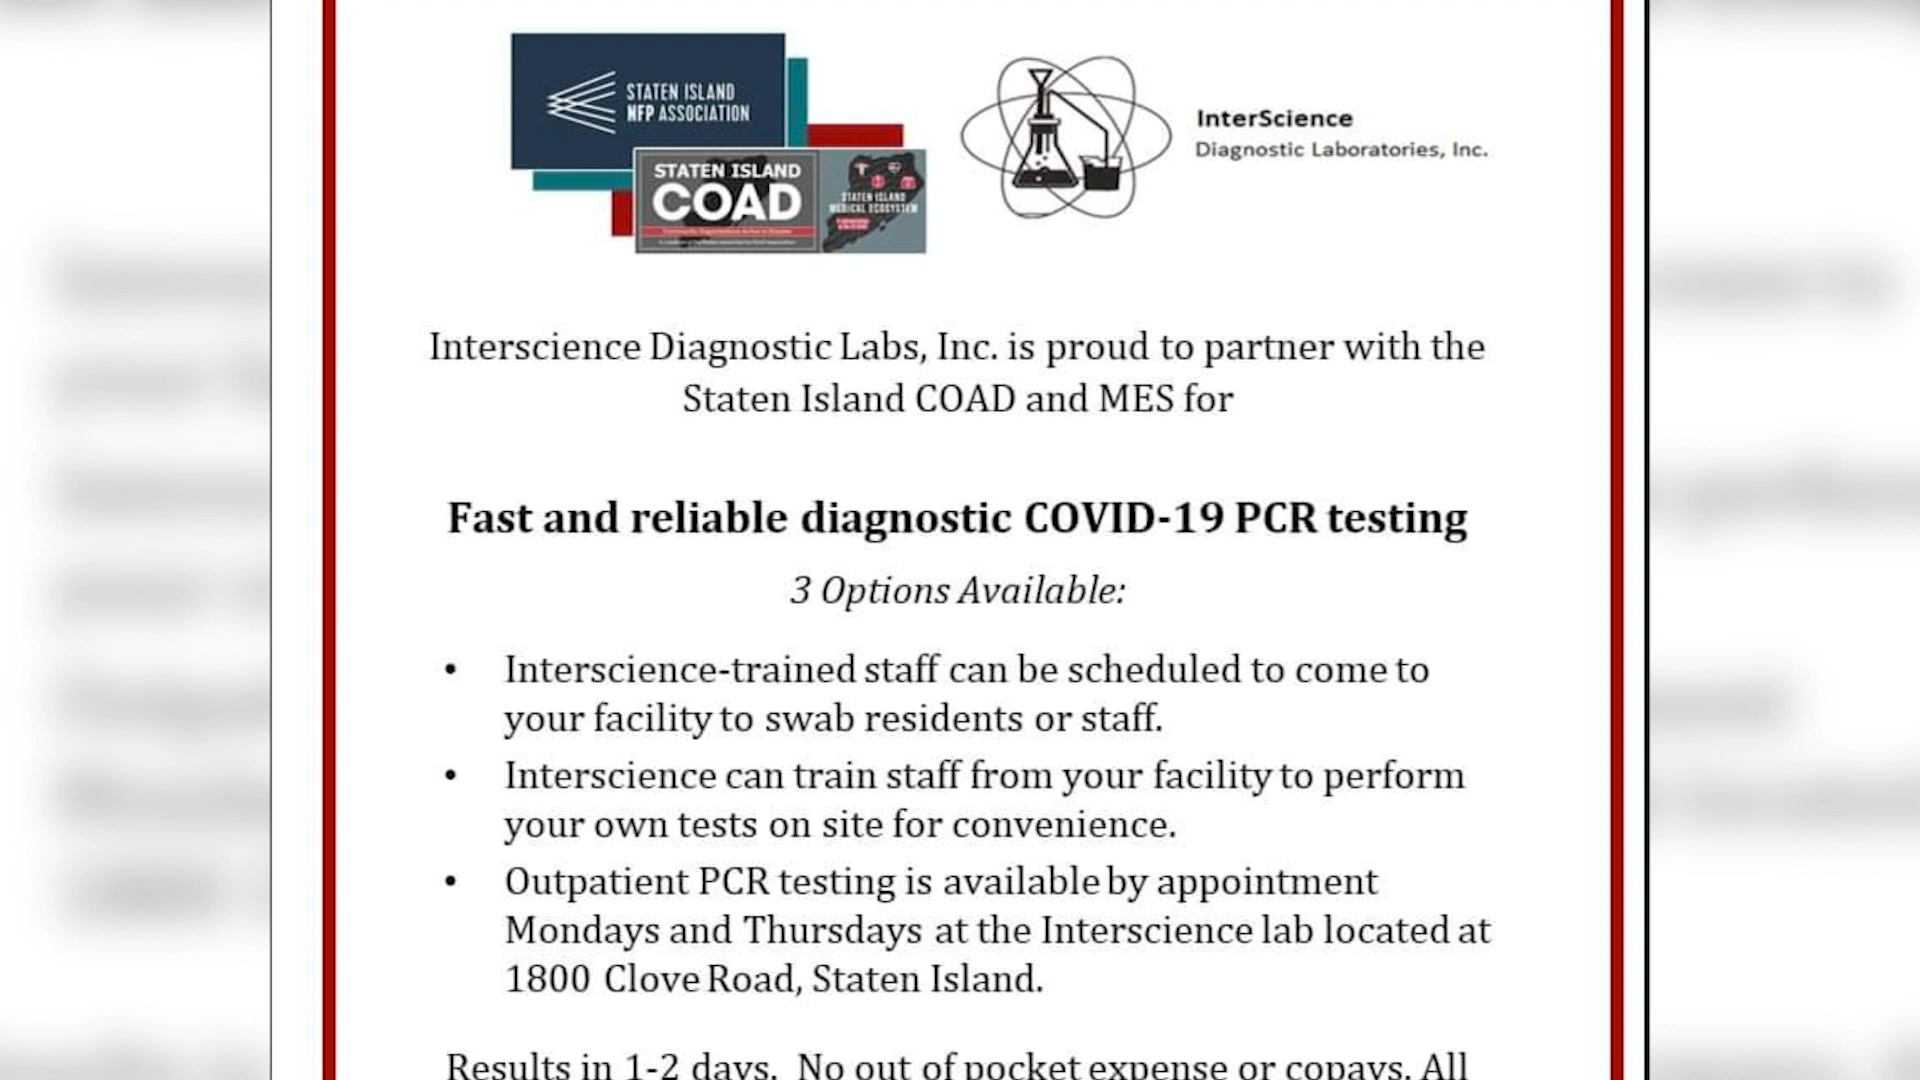 STATEN ISLAND
NFP ASSOCIATION
STATEN ISLAND
COAD
STATEN ISLAND
MEDICAL ECOSYSTEM
InterScience
Diagnostic Laboratories, Inc.
Interscience Diagnostic Labs, Inc. is proud to partner with the
Staten Island COAD and MES for
Fast and reliable diagnostic COVID-19 PCR testing
3 Options Available:
• Interscience-trained staff can be scheduled to come to
your facility to swab residents or staff.
• Interscience can train staff from your facility to perform
your own tests on site for convenience.
• Outpatient PCR testing is available by appointment
Mondays and Thursdays at the Interscience lab located at
1800 Clove Road, Staten Island.
Results in 1-2 days. No out of pocket expense or copays. All